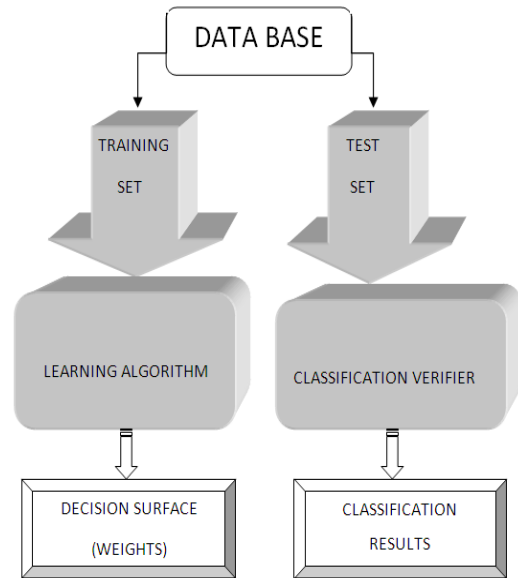 DATA BASE
TRAINING
SET
TEST
SET
LEARNING ALGORITHM
CLASSIFICATION VERIFIER
DECISION SURFACE
(WEIGHTS)
CLASSIFICATION
RESULTS